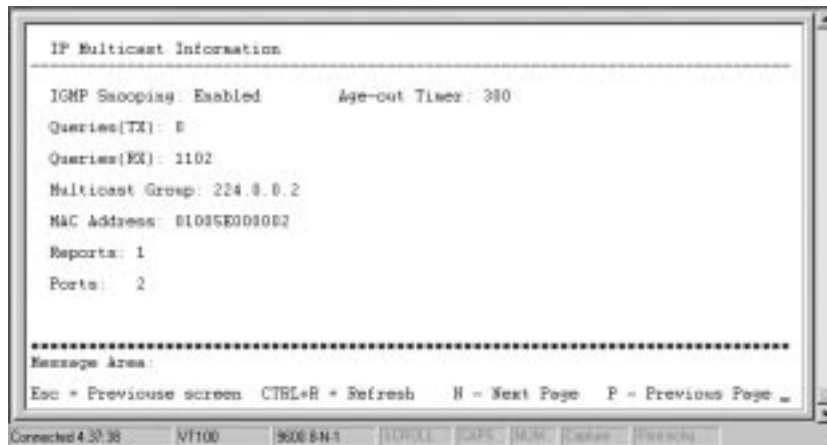 IP Multicast Information
IGMP Snooping: Enabled Age-out Timer: 300
Queries(TX): 0
Queries(RX): 1102
Multicast Group: 224.0.0.2
MAC Address: 01005E000002
Reports: 1
Ports: 2
Message Area:
Esc = Previouse screen CTRL+R = Refresh N - Next Page P - Previous Page _
Connected 4:37:38 VT100 9600 8-N-1 SCROLL CAPS NUM Capture Print echo